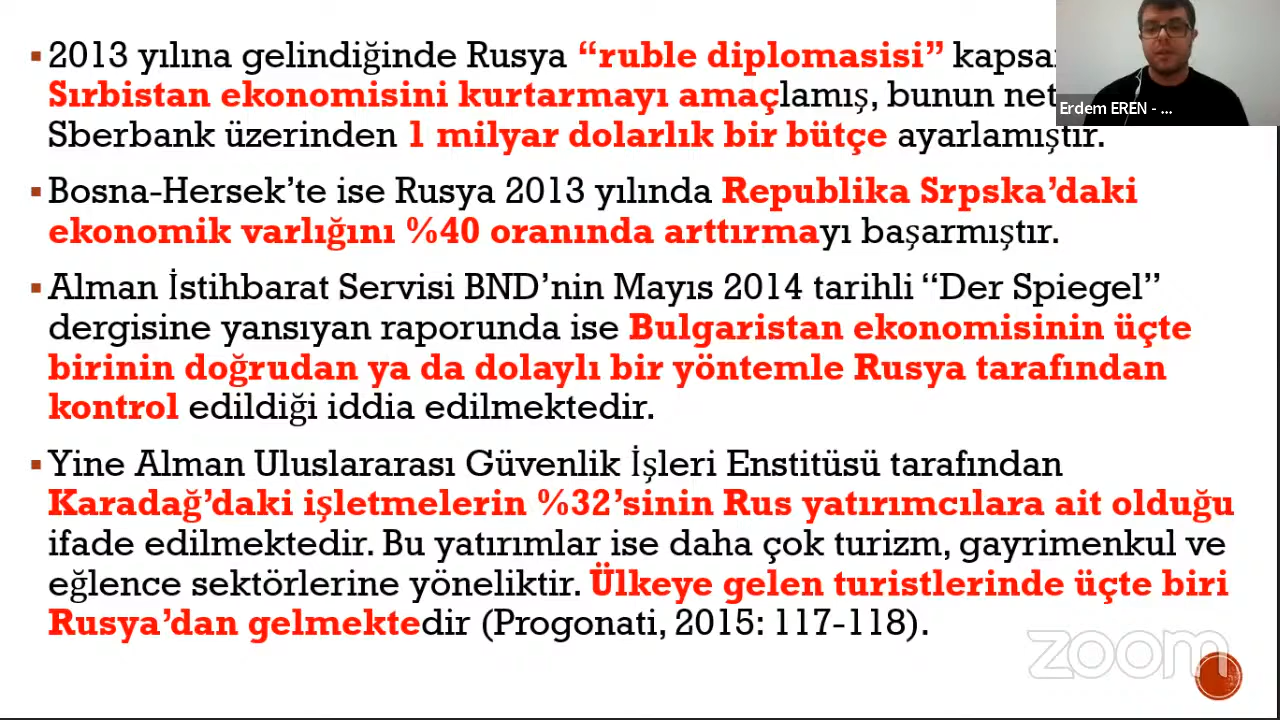 2013 yılına gelindiğinde Rusya “ruble diplomasisi”
Sırbistan ekonomisini kurtarmayı amaçlamış, bunun
Sberbank üzerinden 1 milyar dolarlık bir bütçe ayarlamıştır.
Bosna-Hersek’te ise Rusya 2013 yılında Republika Srpska’daki
ekonomik varlığını %40 oranında arttırmayı başarmıştır.
Alman İstihbarat Servisi BND’nin Mayıs 2014 tarihli “Der Spiegel”
dergisine yansıyan raporunda ise Bulgaristan ekonomisinin üçte
birinin doğrudan ya da dolaylı bir yöntemle Rusya tarafından
kontrol edildiği iddia edilmektedir.
Yine Alman Uluslararası Güvenlik İşleri Enstitüsü tarafından
Karadağ’daki işletmelerin %32’sinin Rus yatırımcılara ait olduğu
ifade edilmektedir. Bu yatırımlar ise daha çok turizm, gayrimenkul ve
eğlence sektörlerine yöneliktir. Ülkeye gelen turistlerinde üçte biri
Rusya’dan gelmektedir (Progonati, 2015: 117-118).
Erdem EREN - ...
zoom